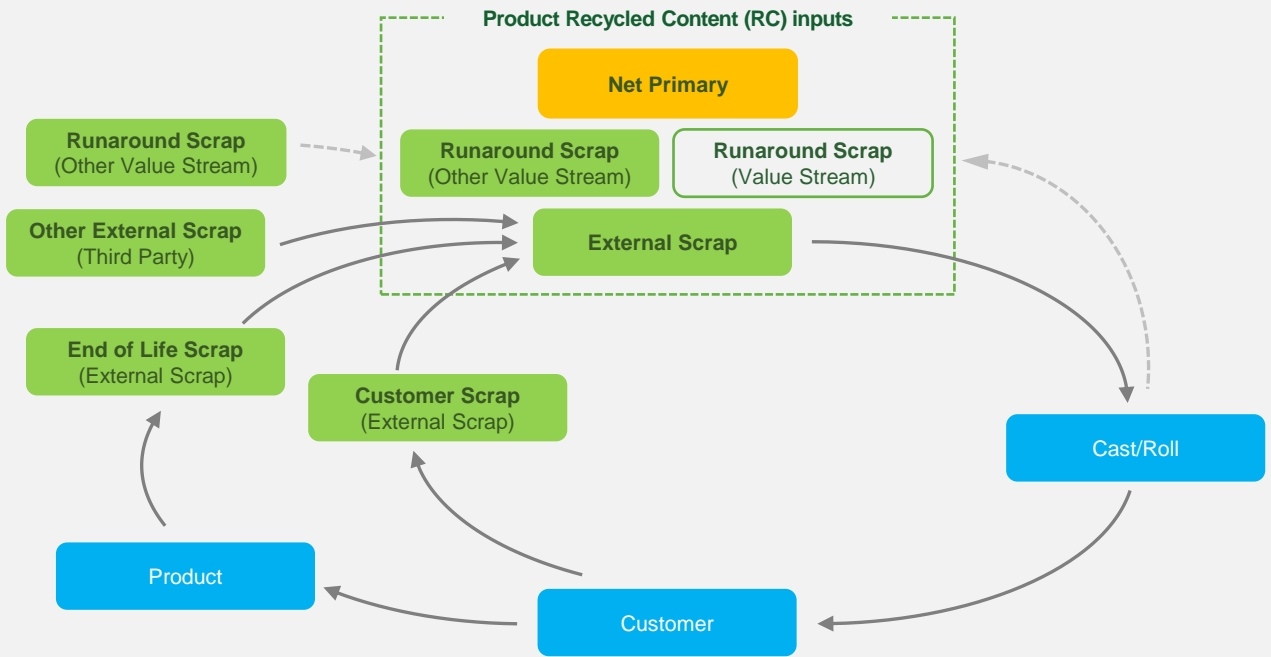 Product Recycled Content (RC) inputs
Net Primary
Runaround Scrap
(Other Value Stream)
Runaround Scrap
(Other Value Stream)
Runaround Scrap
(Value Stream)
Other External Scrap
(Third Party)
External Scrap
End of Life Scrap
(External Scrap)
Customer Scrap
(External Scrap)
Cast/Roll
Product
Customer